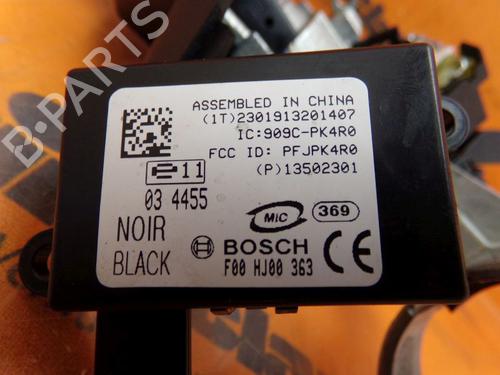 B-PARTS
ASSEMBLED IN CHINA
(1T)2301913201407
IC:909C-PK4R0
FCC ID: PFJPK4R0
(P)13502301
e11
03 4455
MIC
369
NOIR
BLACK
BOSCH
F00 HJ00 363
CE